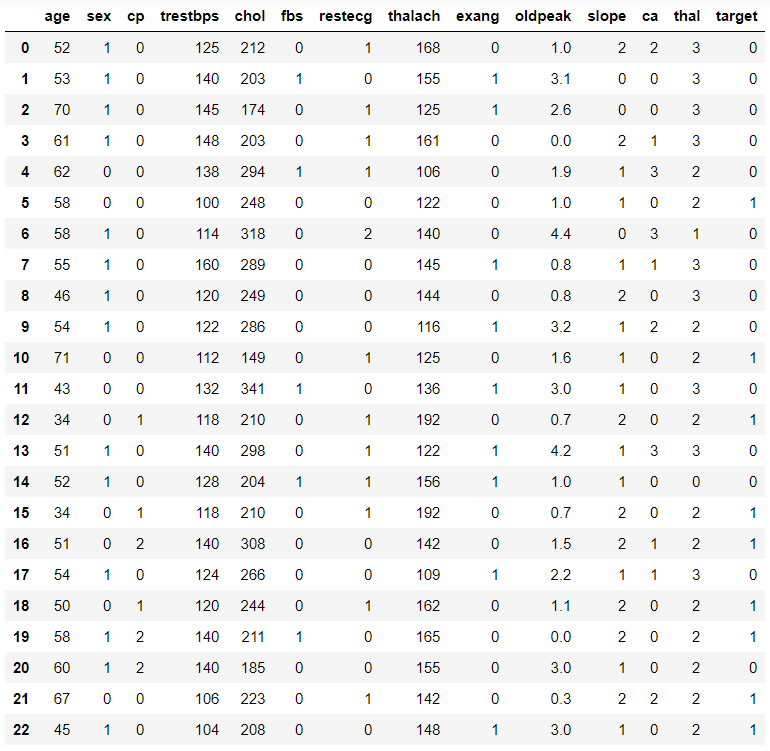 age sex cp trestbps chol fbs restecg thalach exang oldpeak slope ca thal target
0 52 1 0 125 212 0 1 168 0 1.0 2 2 3 0
1 53 1 0 140 203 1 0 155 1 3.1 0 0 3 0
2 70 1 0 145 174 0 1 125 1 2.6 0 0 3 0
3 61 1 0 148 203 0 1 161 0 0.0 2 1 3 0
4 62 0 0 138 294 1 1 106 0 1.9 1 3 2 0
5 58 0 0 100 248 0 0 122 0 1.0 1 0 2 1
6 58 1 0 114 318 0 2 140 0 4.4 0 3 1 0
7 55 1 0 160 289 0 0 145 1 0.8 1 1 3 0
8 46 1 0 120 249 0 0 144 0 0.8 2 0 3 0
9 54 1 0 122 286 0 0 116 1 3.2 1 2 2 0
10 71 0 0 112 149 0 1 125 0 1.6 1 0 2 1
11 43 0 0 132 341 1 0 136 1 3.0 1 0 3 0
12 34 0 1 118 210 0 1 192 0 0.7 2 0 2 1
13 51 1 0 140 298 0 1 122 1 4.2 1 3 3 0
14 52 1 0 128 204 1 1 156 1 1.0 1 0 0 0
15 34 0 1 118 210 0 1 192 0 0.7 2 0 2 1
16 51 0 2 140 308 0 0 142 0 1.5 2 1 2 1
17 54 1 0 124 266 0 0 109 1 2.2 1 1 3 0
18 50 0 1 120 244 0 1 162 0 1.1 2 0 2 1
19 58 1 2 140 211 1 0 165 0 0.0 2 0 2 1
20 60 1 2 140 185 0 0 155 0 3.0 1 0 2 0
21 67 0 0 106 223 0 1 142 0 0.3 2 2 2 1
22 45 1 0 104 208 0 0 148 1 3.0 1 0 2 1